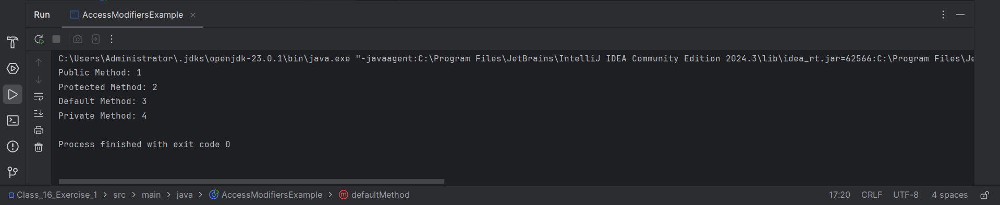 Run AccessModifiersExample
C:\Users\Administrator\.jdks\openjdk-23.0.1\bin\java.exe "-javaagent:C:\Program Files\JetBrains\IntelliJ IDEA Community Edition 2024.3\lib\idea_rt.jar=62566:C:\Program Files\Je
Public Method: 1
Protected Method: 2
Default Method: 3
Private Method: 4
Process finished with exit code 0
Class_16_Exercise_1 > src > main > java > AccessModifiersExample > defaultMethod 17:20 CRLF UTF-8 4 spaces